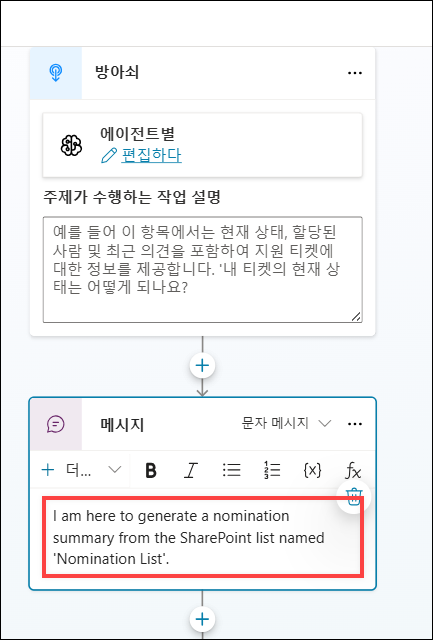 방아쇠
에이전트별
편집하다
주제가 수행하는 작업 설명
예를 들어 이 항목에서는 현재 상태, 할당된
사람 및 최근 의견을 포함하여 지원 티켓에
대한 정보를 제공합니다. '내 티켓의 현재 상
태는 어떻게 되나요?
메시지 문자 메시지
+ 더... B I {x} fx
I am here to generate a nomination
summary from the SharePoint list named
'Nomination List'.